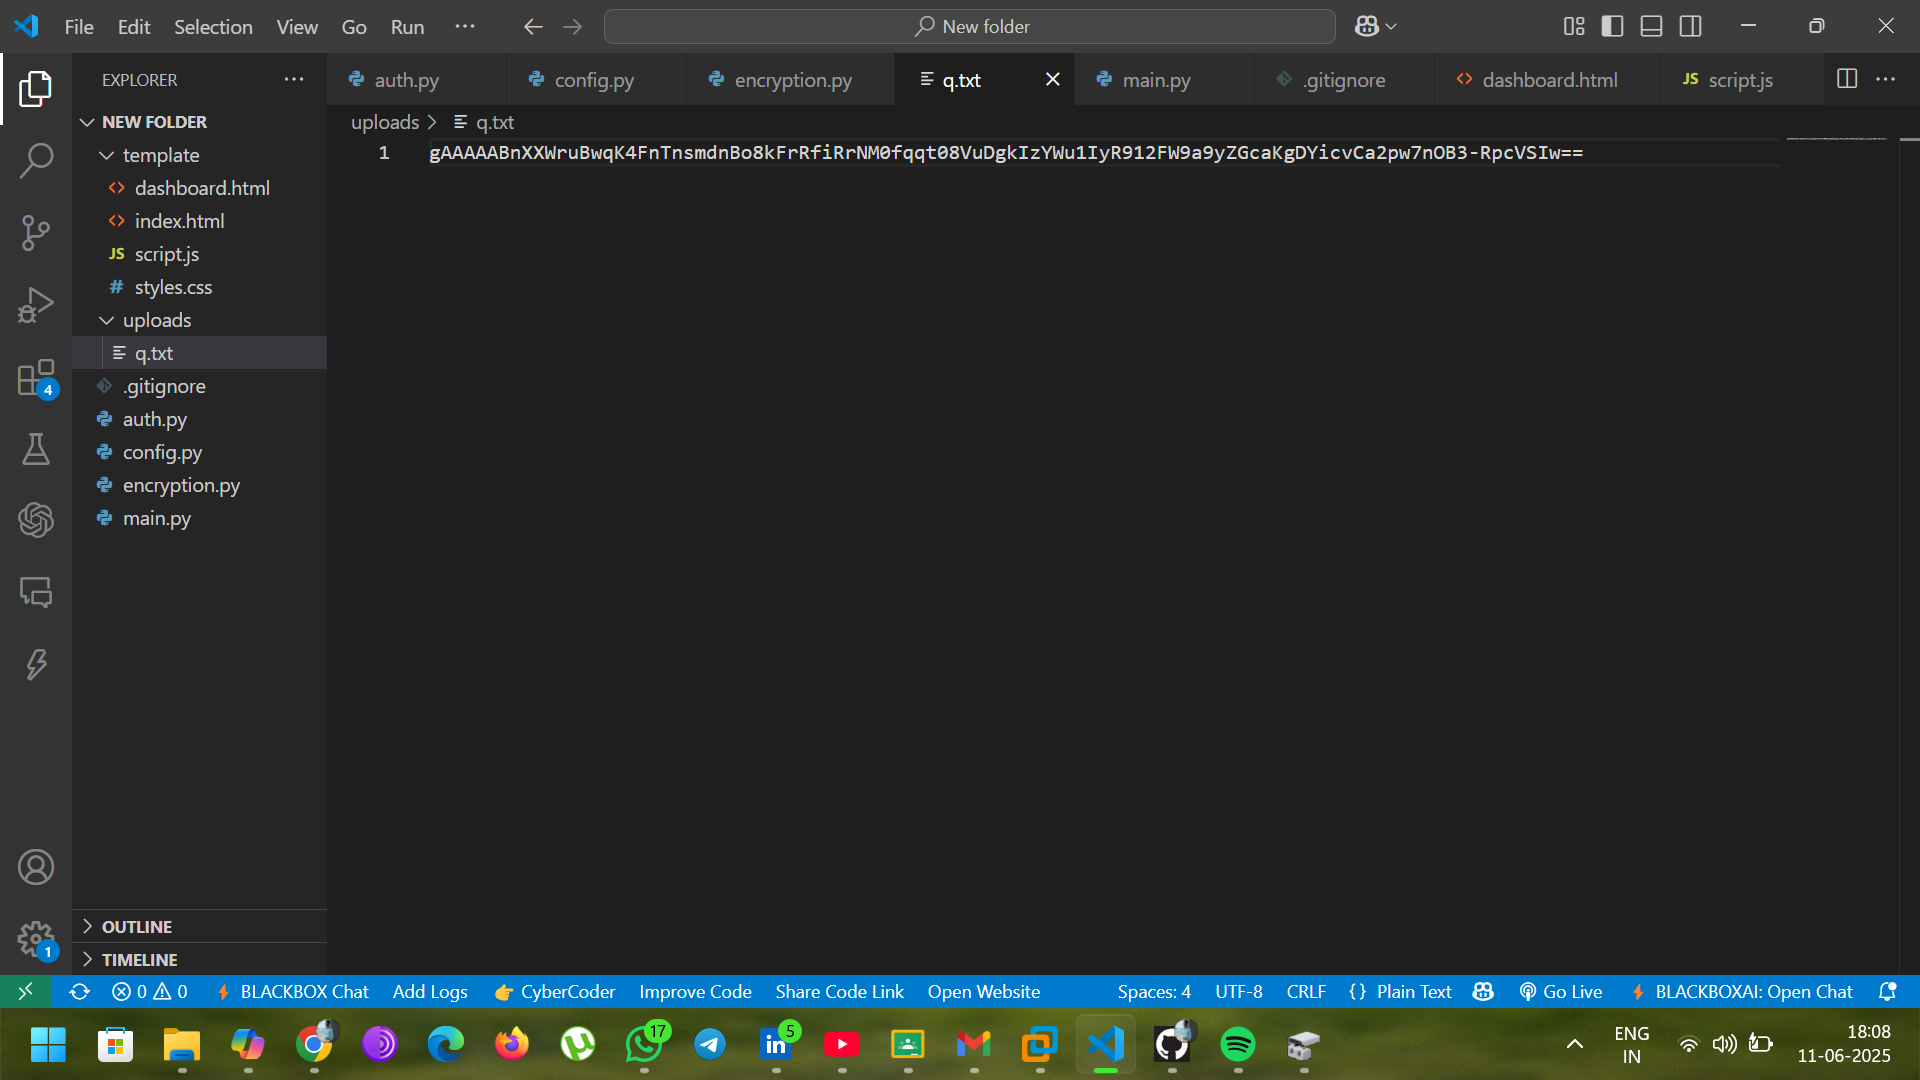 File Edit Selection View Go Run ··· New folder
EXPLORER ···
auth.py config.py encryption.py q.txt main.py .gitignore dashboard.html JS script.js ···
NEW FOLDER
uploads > q.txt
template
1 gAAAAABnXXWruBwqK4FnTnsmdnBo8kFrRfiRrNM0fqqt08VuDgkIzYWu1IyR912FW9a9yZGcaKgDYicvCa2pw7nOB3-RpcVSIw==
dashboard.html
index.html
JS script.js
# styles.css
uploads
q.txt
.gitignore
4
auth.py
config.py
encryption.py
main.py
OUTLINE
1
TIMELINE
0 0 BLACKBOX Chat Add Logs CyberCoder Improve Code Share Code Link Open Website Spaces: 4 UTF-8 CRLF {} Plain Text Go Live BLACKBOXAI: Open Chat
17 5
in
ENG
IN
18:08
11-06-2025